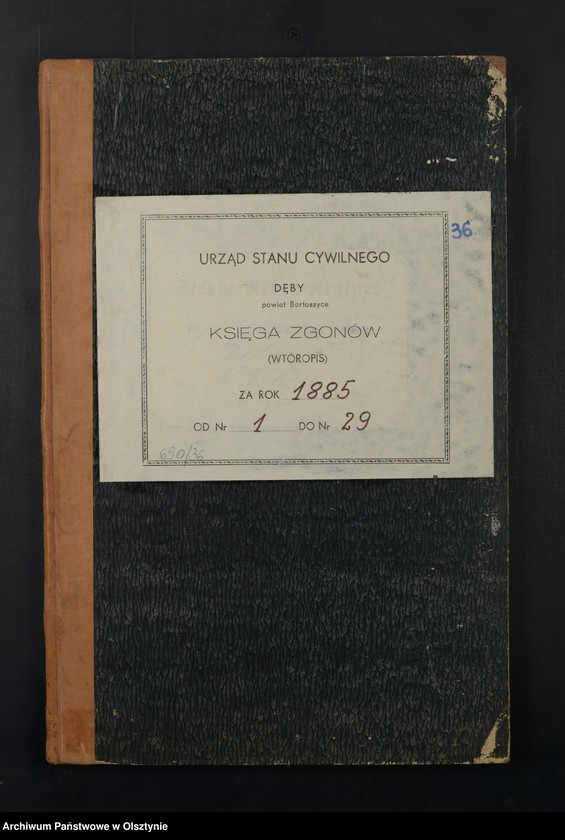 36
URZĄD STANU CYWILNEGO
DĘBY
powiat Bartoszyce
KSIĘGA ZGONÓW
(WTÓROPIS)
ZA ROK 1885
OD Nr 1 DO Nr 29
690/36
Archiwum Państwowe w Olsztynie